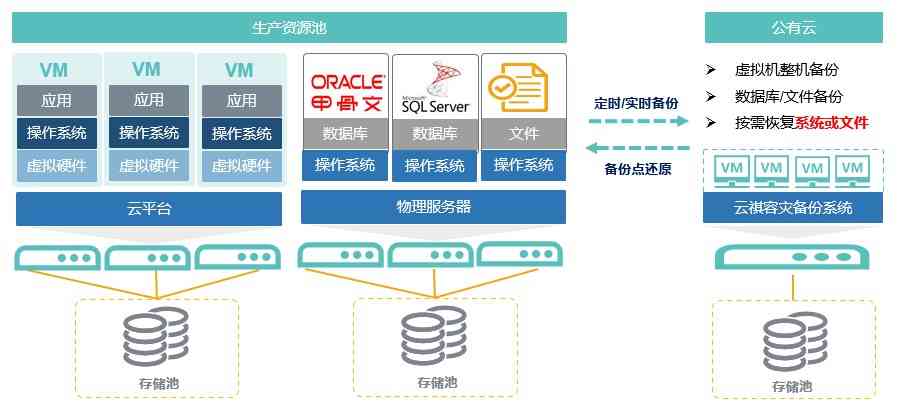 生产资源池
VM
VM
VM
应用
应用
应用
操作系统
操作系统
操作系统
虚拟硬件
虚拟硬件
虚拟硬件
云平台
ORACLE
甲骨文
Microsoft
SQL Server
数据库
数据库
文件
操作系统
操作系统
操作系统
物理服务器
存储池
存储池
定时/实时备份
备份点还原
公有云
虚拟机整机备份
数据库/文件备份
按需恢复系统或文件
VM
VM
VM
VM
云祺容灾备份系统
存储池